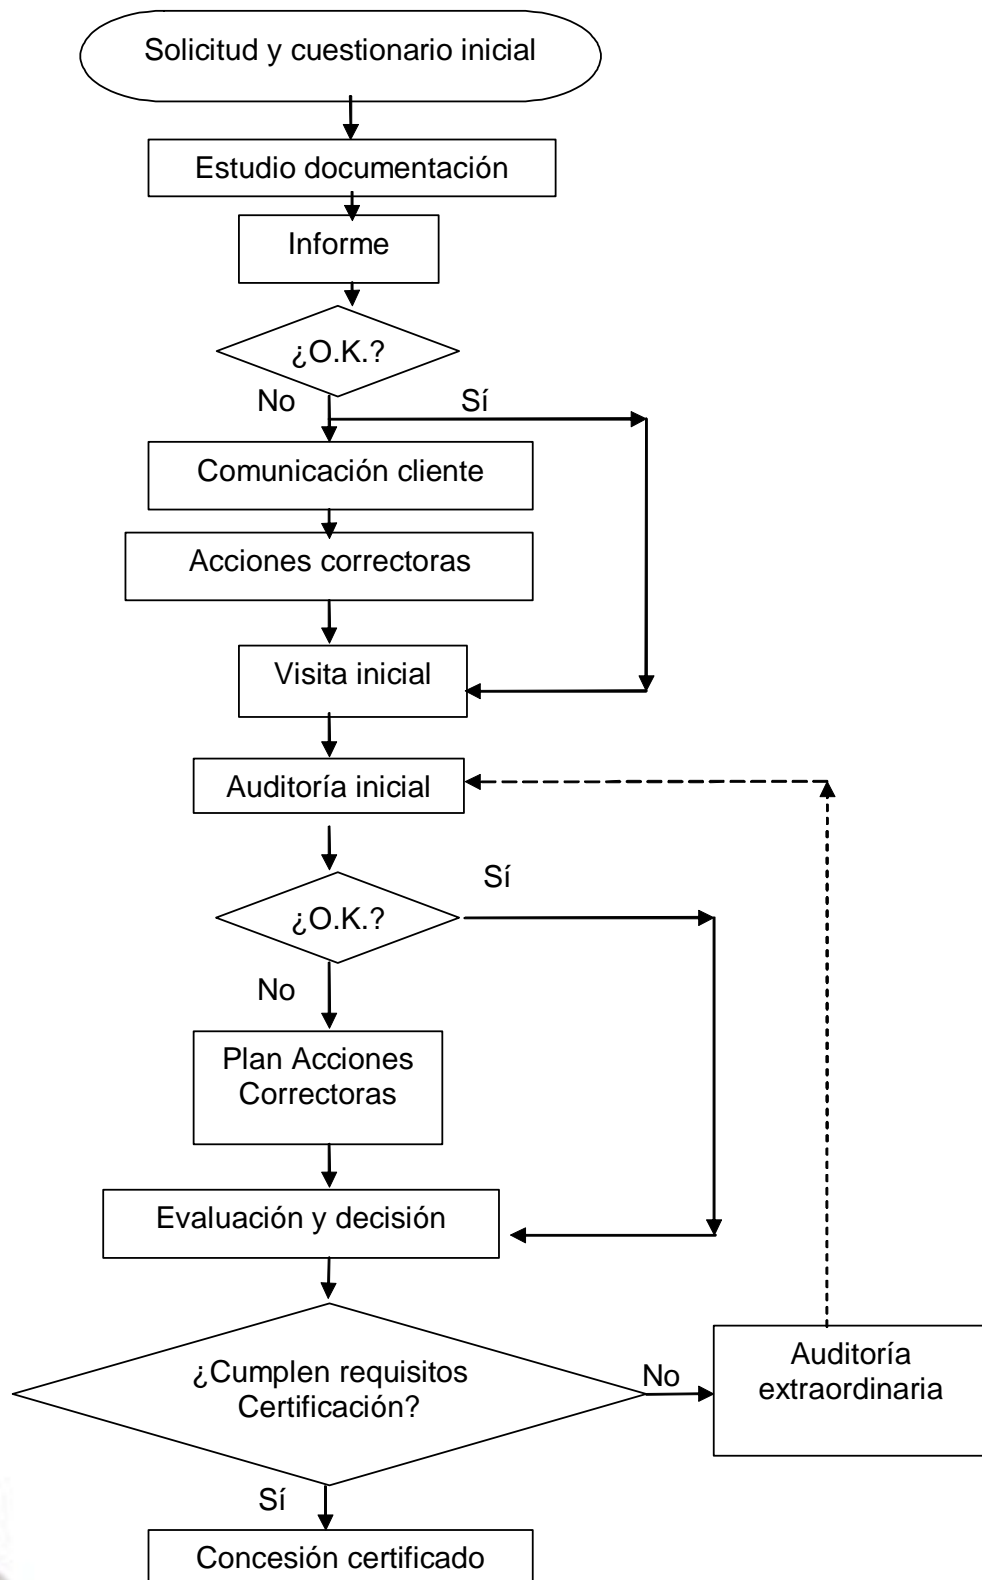 Solicitud y cuestionario inicial
Estudio documentación
Informe
¿O.K.?
No
Sí
Comunicación cliente
Acciones correctoras
Visita inicial
Auditoría inicial
Sí
¿O.K.?
No
Plan Acciones
Correctoras
Evaluación y decisión
¿Cumplen requisitos
Certificación?
No
Auditoría
extraordinaria
Sí
Concesión certificado